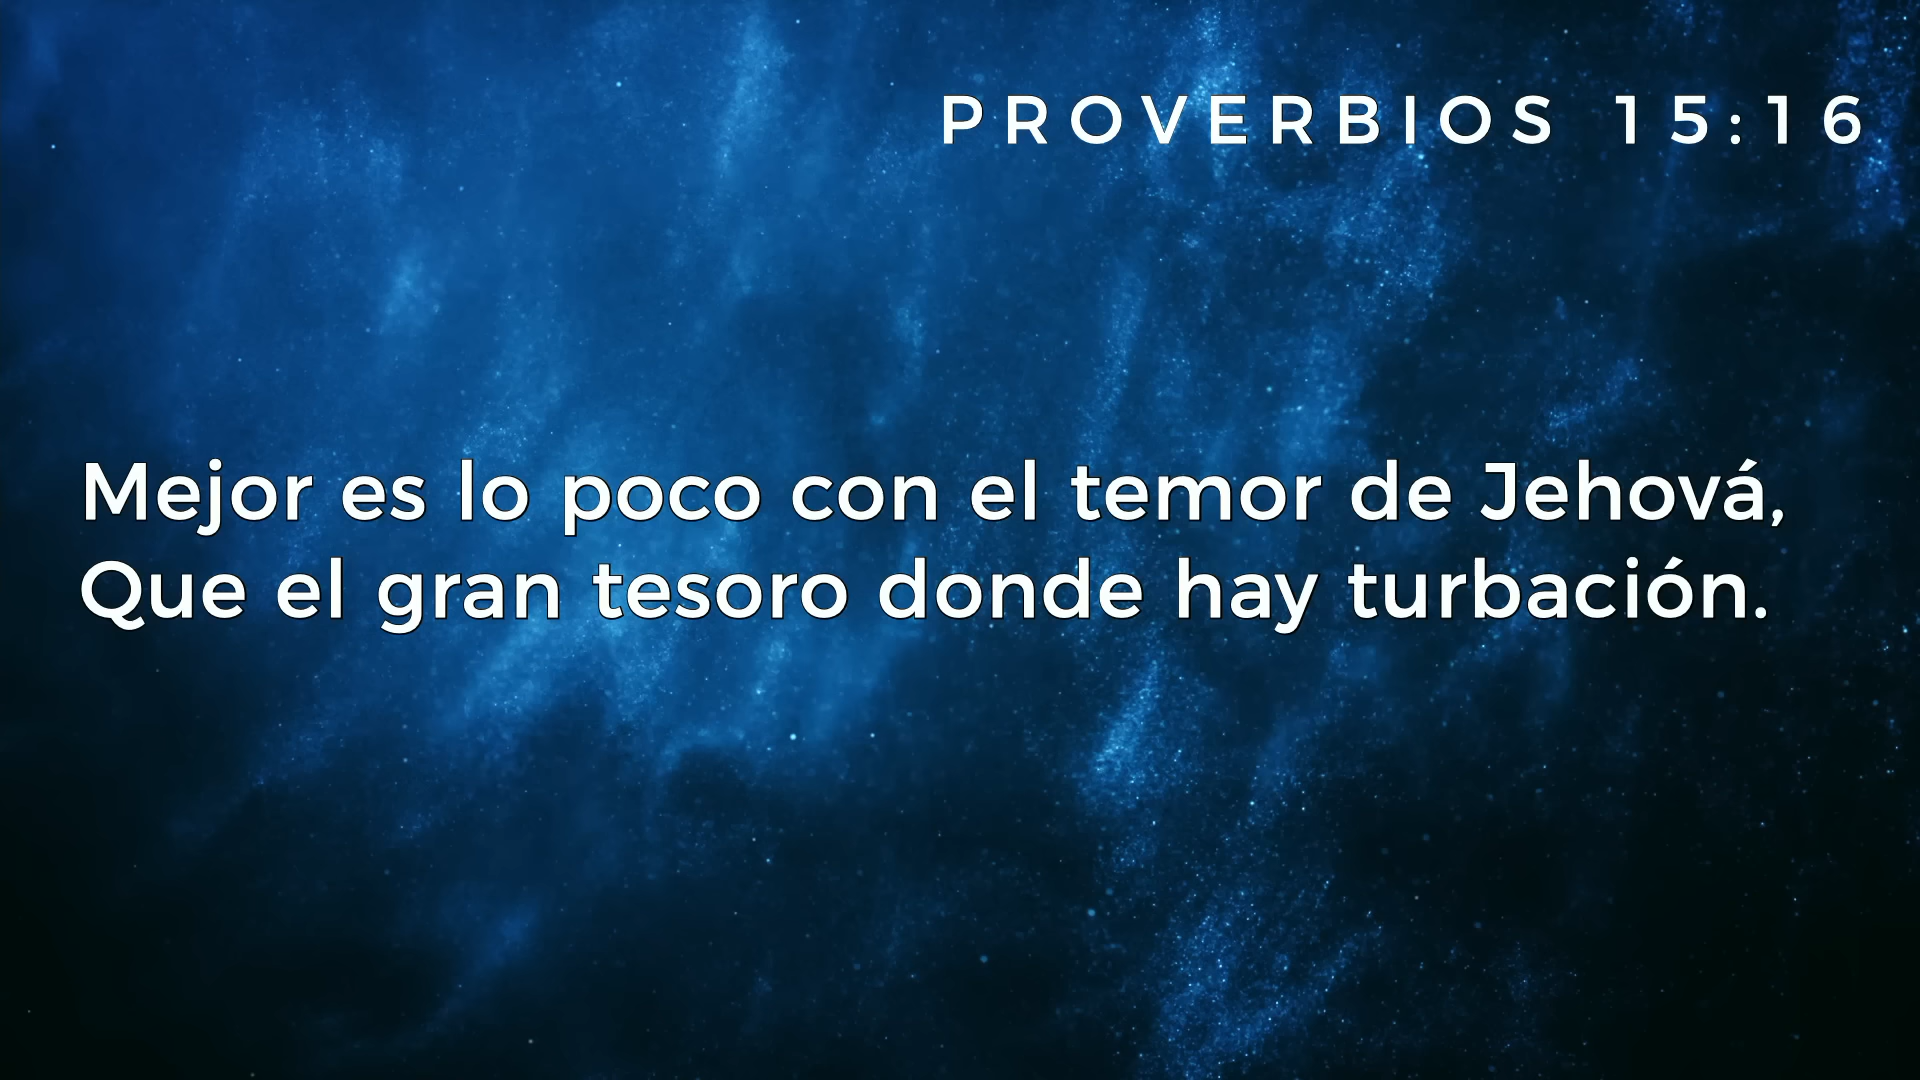 PROVERBIOS 15:16
Mejor es lo poco con el temor de Jehová,
Que el gran tesoro donde hay turbación.